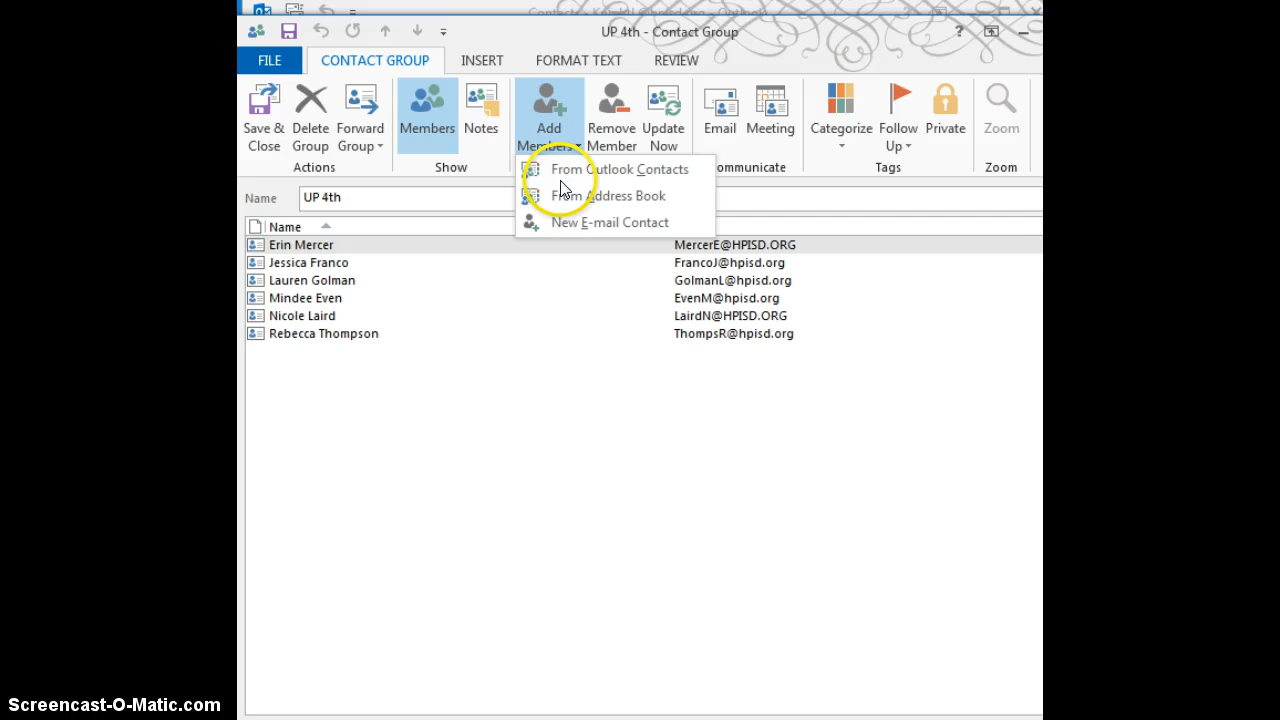 UP 4th - Contact Group
?
FILE CONTACT GROUP INSERT FORMAT TEXT REVIEW
Save & Close
Delete Group
Forward Group
Members
Notes
Add Members
Remove Member
Update Now
Email
Meeting
Categorize
Follow Up
Private
Zoom
Actions Show Communicate Tags Zoom
From Outlook Contacts
From Address Book
New E-mail Contact
Name UP 4th
Name
Erin Mercer MercerE@HPISD.ORG
Jessica Franco FrancoJ@hpisd.org
Lauren Golman GolmanL@hpisd.org
Mindee Even EvenM@hpisd.org
Nicole Laird LairdN@HPISD.ORG
Rebecca Thompson ThompsR@hpisd.org
Screencast-O-Matic.com